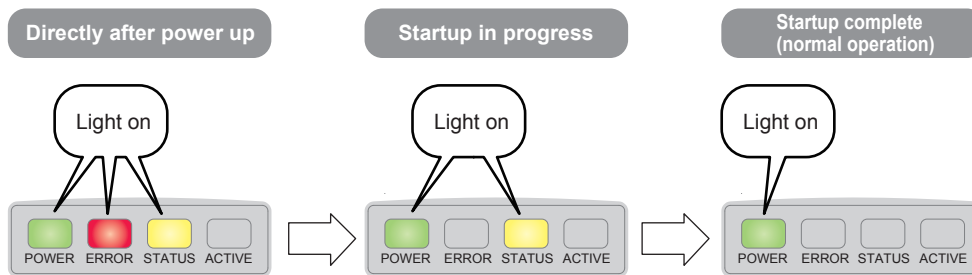 Directly after power up
Startup in progress
Startup complete
(normal operation)
Light on
Light on
Light on
POWER ERROR STATUS ACTIVE
POWER ERROR STATUS ACTIVE
POWER ERROR STATUS ACTIVE